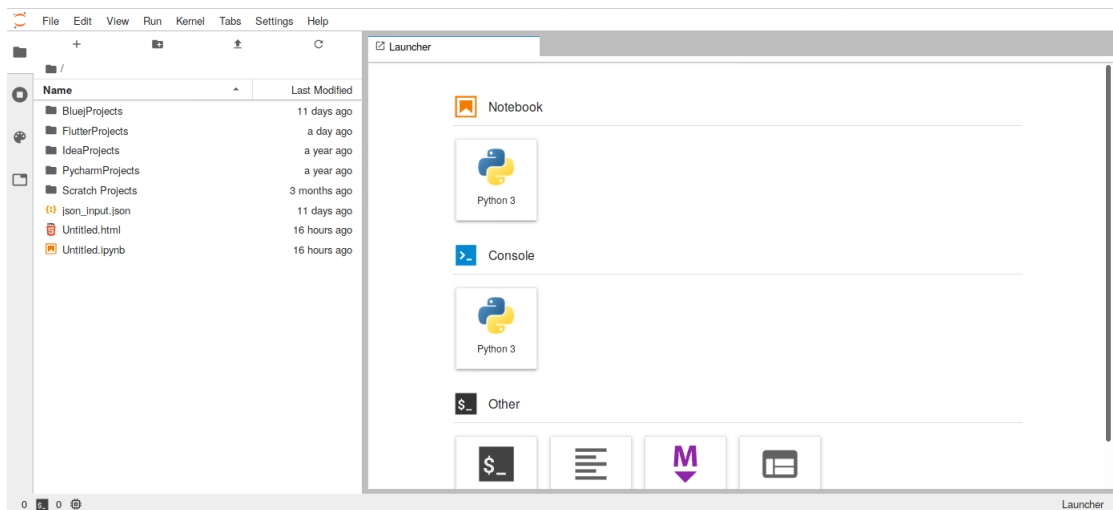 File Edit View Run Kernel Tabs Settings Help
/
Name Last Modified
BluejProjects 11 days ago
FlutterProjects a day ago
IdeaProjects a year ago
PycharmProjects a year ago
Scratch Projects 3 months ago
json_input.json 11 days ago
Untitled.html 16 hours ago
Untitled.ipynb 16 hours ago
Launcher
Notebook
Python 3
Console
Python 3
$_ Other
$_ M
0 $_ 0 Launcher